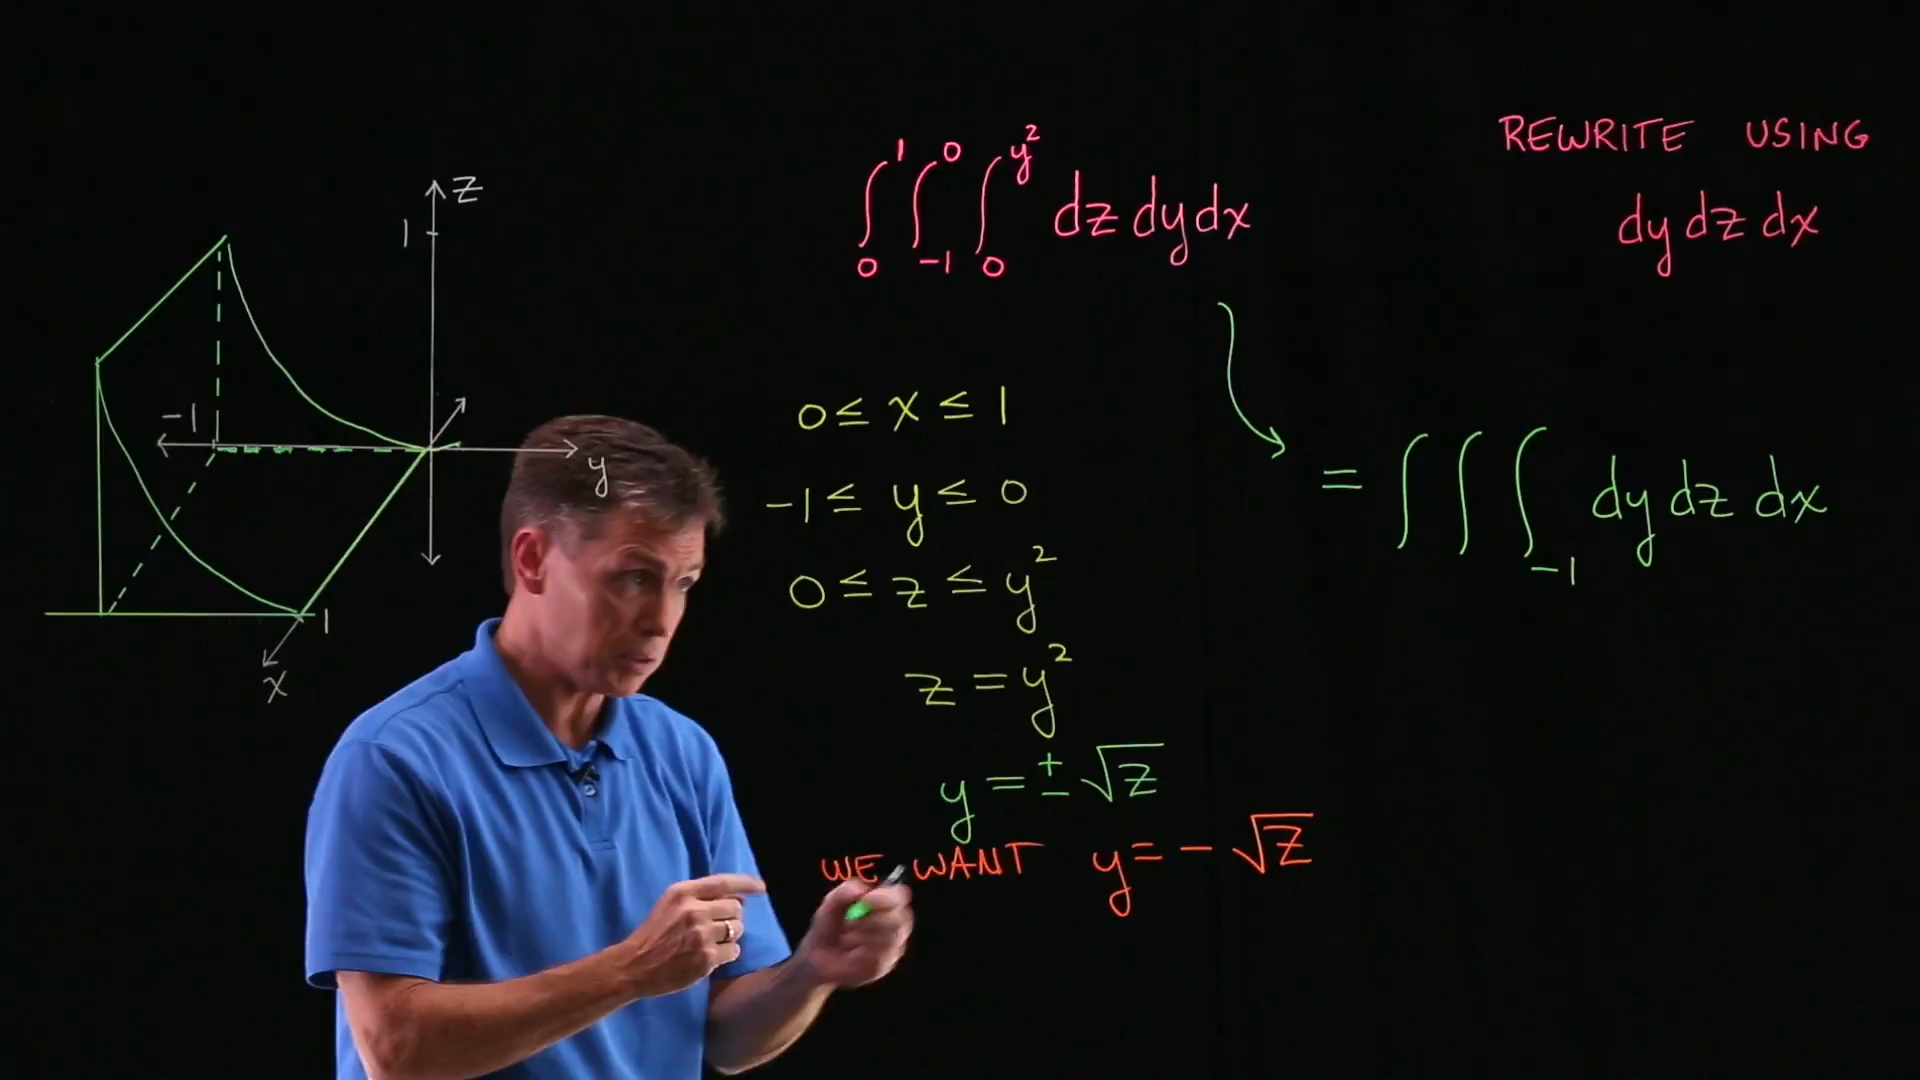 REWRITE USING
dy dz dx
∫₀¹ ∫₋₁⁰ ∫₀^(y²) dz dy dx
z
1
-1
y
1
x
0 ≤ x ≤ 1
-1 ≤ y ≤ 0
0 ≤ z ≤ y²
z = y²
y = ± √z
WE WANT y = - √z
= ∫ ∫ ∫₋₁ dy dz dx